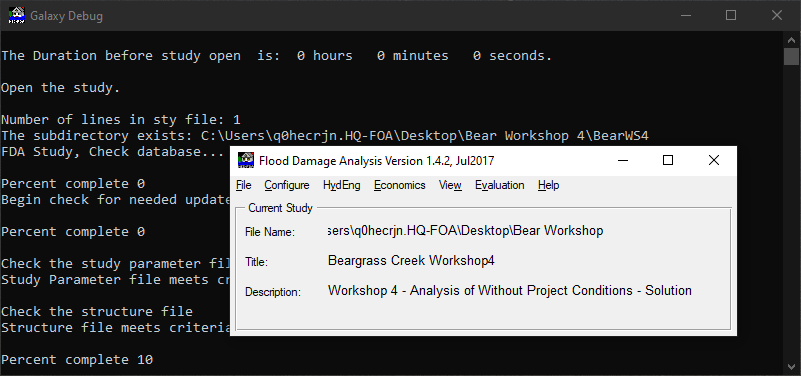 Galaxy Debug
The Duration before study open  is:  0 hours   0 minutes   0 seconds.
Open the study.
Number of lines in sty file: 1
The subdirectory exists: C:\Users\q0hecrjn.HQ-FOA\Desktop\Bear Workshop 4\BearWS4
FDA Study, Check database...
Percent complete 0
Begin check for needed update
Percent complete 0
Check the study parameter fil
Study Parameter file meets cr
Check the structure file
Structure file meets criteria
Percent complete 10
Flood Damage Analysis Version 1.4.2, Jul2017
File Configure HydEng Economics View Evaluation Help
Current Study
File Name: sers\q0hecrjn.HQ-FOA\Desktop\Bear Workshop
Title: Beargrass Creek Workshop4
Description: Workshop 4 - Analysis of Without Project Conditions - Solution